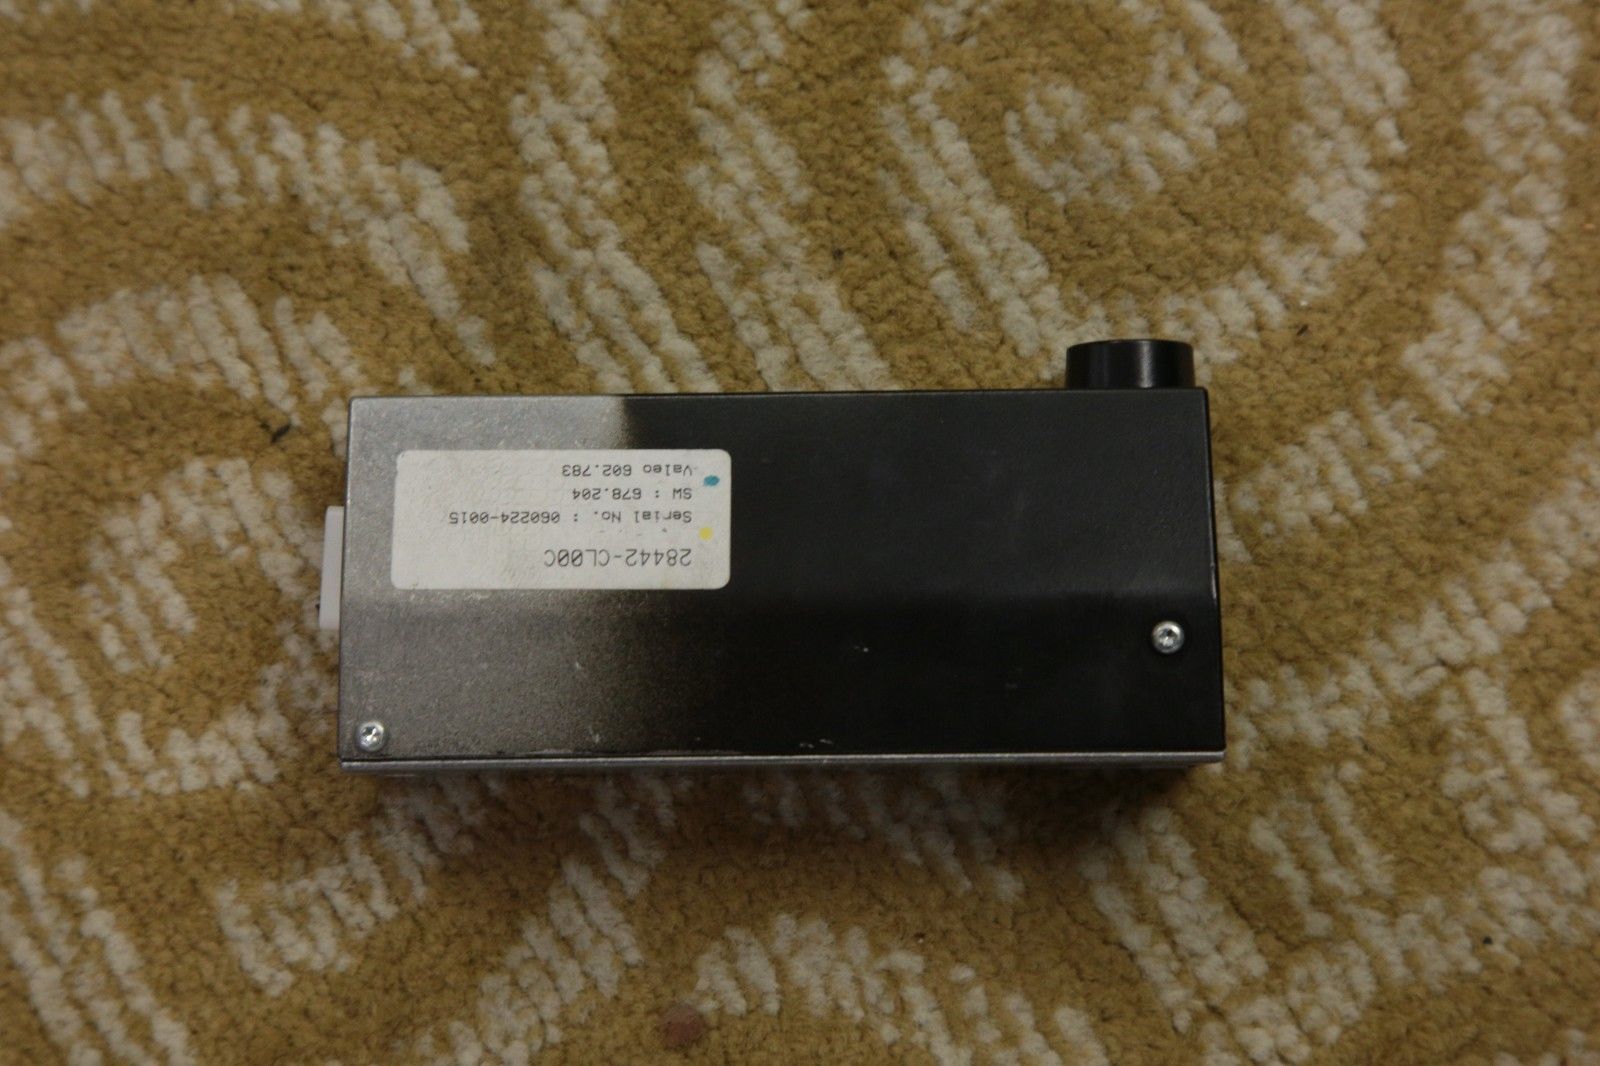 28442-CL00C
Serial No. : 060224-0015
SW : 678.204
Valeo 602.783